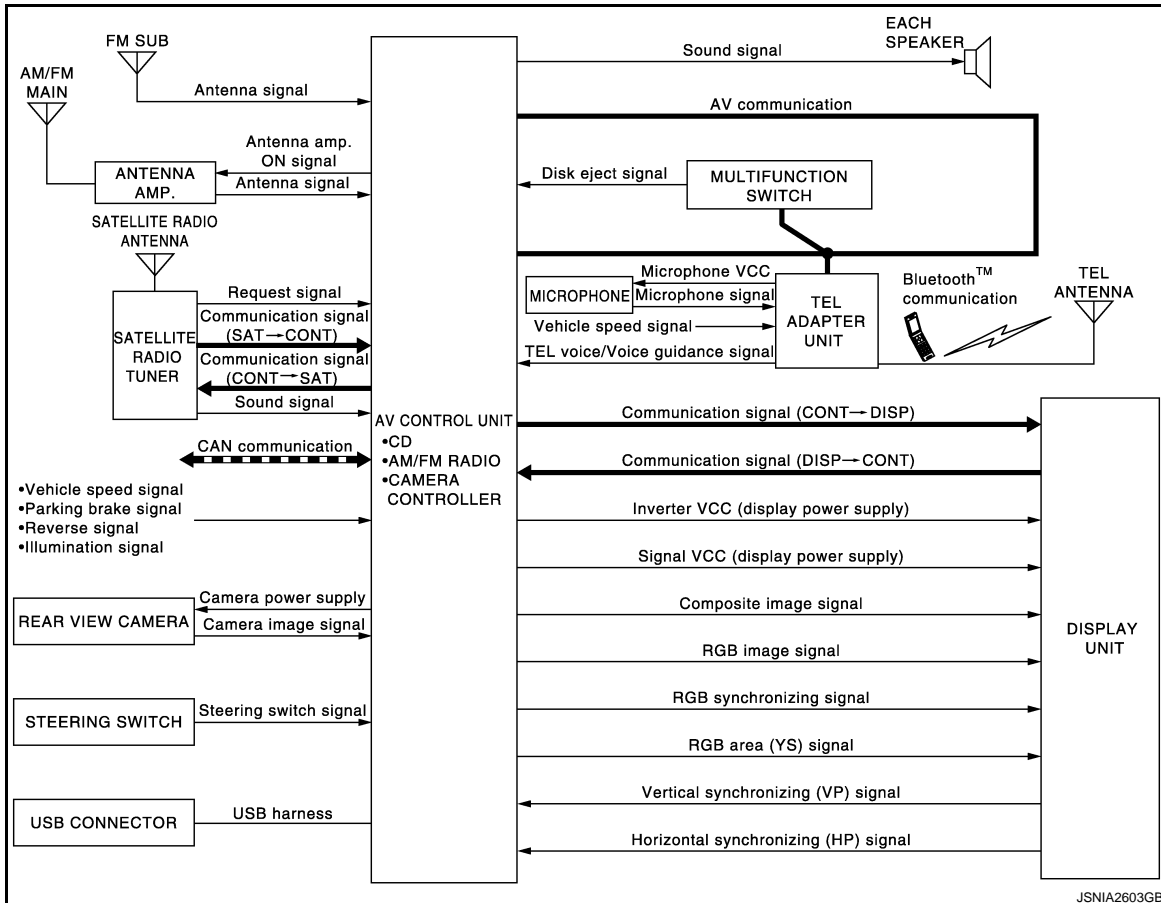 FM SUB
AM/FM
MAIN
Antenna signal
Antenna amp.
ON signal
ANTENNA
AMP.
Antenna signal
SATELLITE RADIO
ANTENNA
SATELLITE
RADIO
TUNER
Request signal
Communication signal
(SAT→CONT)
Communication signal
(CONT→SAT)
Sound signal
CAN communication
•Vehicle speed signal
•Parking brake signal
•Reverse signal
•Illumination signal
REAR VIEW CAMERA
Camera power supply
Camera image signal
STEERING SWITCH
Steering switch signal
USB CONNECTOR
USB harness
AV CONTROL UNIT
•CD
•AM/FM RADIO
•CAMERA
CONTROLLER
Sound signal
EACH
SPEAKER
AV communication
Disk eject signal
MULTIFUNCTION
SWITCH
MICROPHONE
Microphone VCC
Microphone signal
Vehicle speed signal
TEL voice/Voice guidance signal
TEL
ADAPTER
UNIT
Bluetooth™
communication
TEL
ANTENNA
Communication signal (CONT→DISP)
Communication signal (DISP→CONT)
Inverter VCC (display power supply)
Signal VCC (display power supply)
Composite image signal
RGB image signal
RGB synchronizing signal
RGB area (YS) signal
Vertical synchronizing (VP) signal
Horizontal synchronizing (HP) signal
DISPLAY
UNIT
JSNIA2603GB